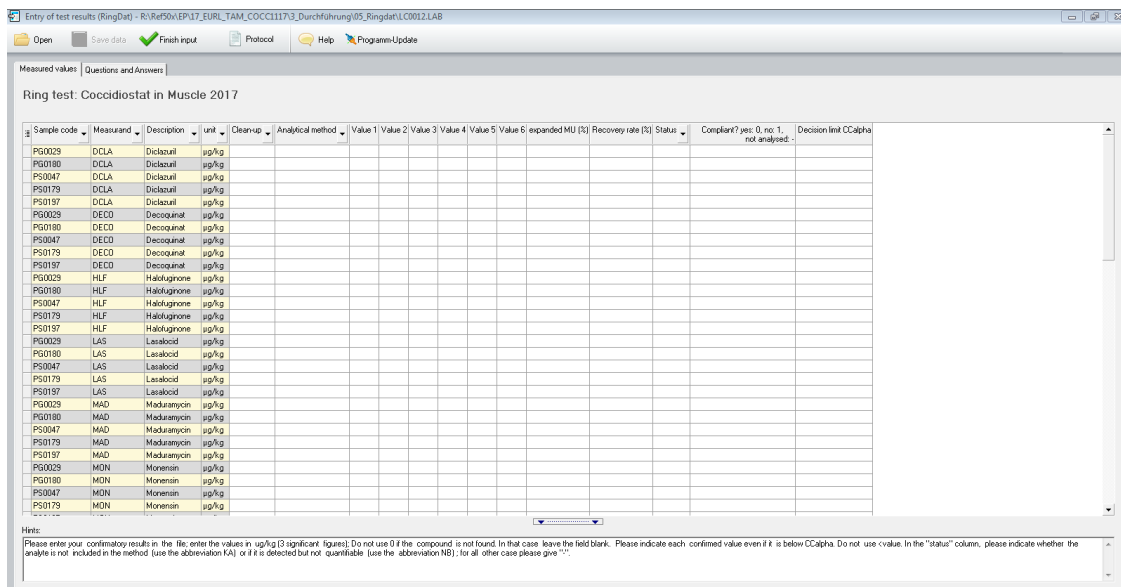 Entry of test results (RingDat) - R:\Ref50x\EP\17_EURL_TAM_COCC1117\3_Durchführung\05_Ringdat\LC0012.LAB
Open Save data Finish input Protocol Help Programm-Update
Measured values Questions and Answers
Ring test: Coccidiostat in Muscle 2017
Sample code Measurand Description unit Clean-up Analytical method Value 1 Value 2 Value 3 Value 4 Value 5 Value 6 expanded MU (%) Recovery rate (%) Status Compliant? yes: 0, no: 1, Decision limit CCalpha
not analysed: -
PG0029 DCLA Diclazuril µg/kg
PG0180 DCLA Diclazuril µg/kg
PS0047 DCLA Diclazuril µg/kg
PS0179 DCLA Diclazuril µg/kg
PS0197 DCLA Diclazuril µg/kg
PG0029 DECO Decoquinat µg/kg
PG0180 DECO Decoquinat µg/kg
PS0047 DECO Decoquinat µg/kg
PS0179 DECO Decoquinat µg/kg
PS0197 DECO Decoquinat µg/kg
PG0029 HLF Halofuginone µg/kg
PG0180 HLF Halofuginone µg/kg
PS0047 HLF Halofuginone µg/kg
PS0179 HLF Halofuginone µg/kg
PS0197 HLF Halofuginone µg/kg
PG0029 LAS Lasalocid µg/kg
PG0180 LAS Lasalocid µg/kg
PS0047 LAS Lasalocid µg/kg
PS0179 LAS Lasalocid µg/kg
PS0197 LAS Lasalocid µg/kg
PG0029 MAD Maduramycin µg/kg
PG0180 MAD Maduramycin µg/kg
PS0047 MAD Maduramycin µg/kg
PS0179 MAD Maduramycin µg/kg
PS0197 MAD Maduramycin µg/kg
PG0029 MON Monensin µg/kg
PG0180 MON Monensin µg/kg
PS0047 MON Monensin µg/kg
PS0179 MON Monensin µg/kg
Hints:
Please enter your confirmatory results in the file; enter the values in ug/kg (3 significant figures); Do not use 0 if the compound is not found. In that case leave the field blank. Please indicate each confirmed value even if it is below CCalpha. Do not use <value. In the "status" column, please indicate whether the
analyte is not included in the method (use the abbreviation KA) or if it is detected but not quantifiable (use the abbreviation NB) ; for all other case please give "-".